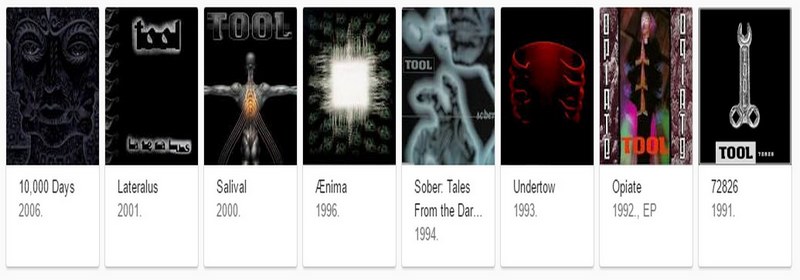 tool
TOOL
TOOL
sober
OPIATE
OPIATE
TOOL
TOOL 72826
10,000 Days
2006.
Lateralus
2001.
Salival
2000.
Ænima
1996.
Sober: Tales
From the Dar...
1994.
Undertow
1993.
Opiate
1992., EP
72826
1991.